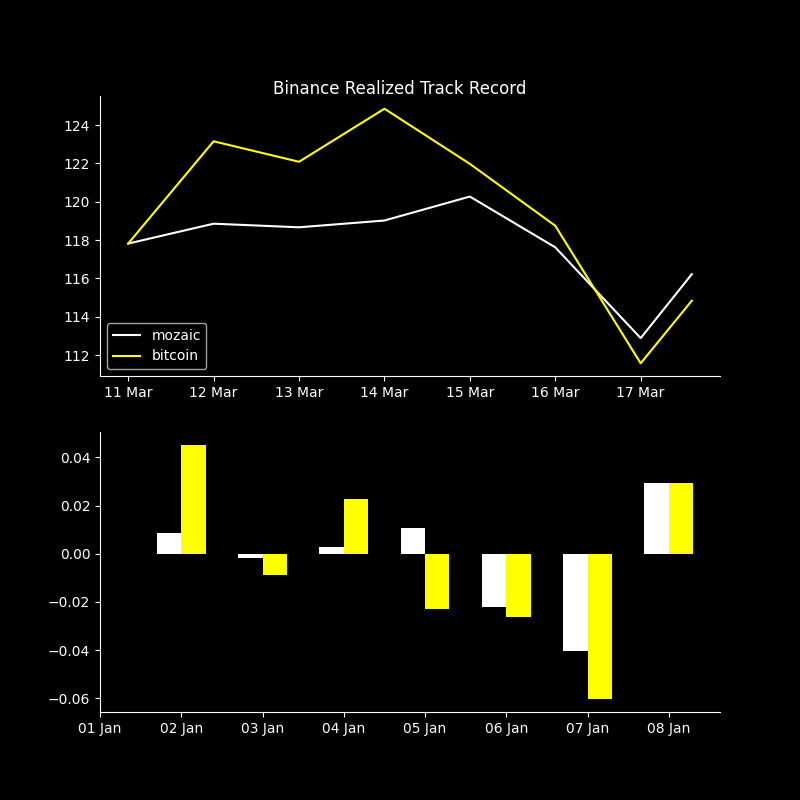 Binance Realized Track Record
124
122
120
118
116
114
112
mozaic
bitcoin
11 Mar 12 Mar 13 Mar 14 Mar 15 Mar 16 Mar 17 Mar
0.04
0.02
0.00
−0.02
−0.04
−0.06
01 Jan 02 Jan 03 Jan 04 Jan 05 Jan 06 Jan 07 Jan 08 Jan